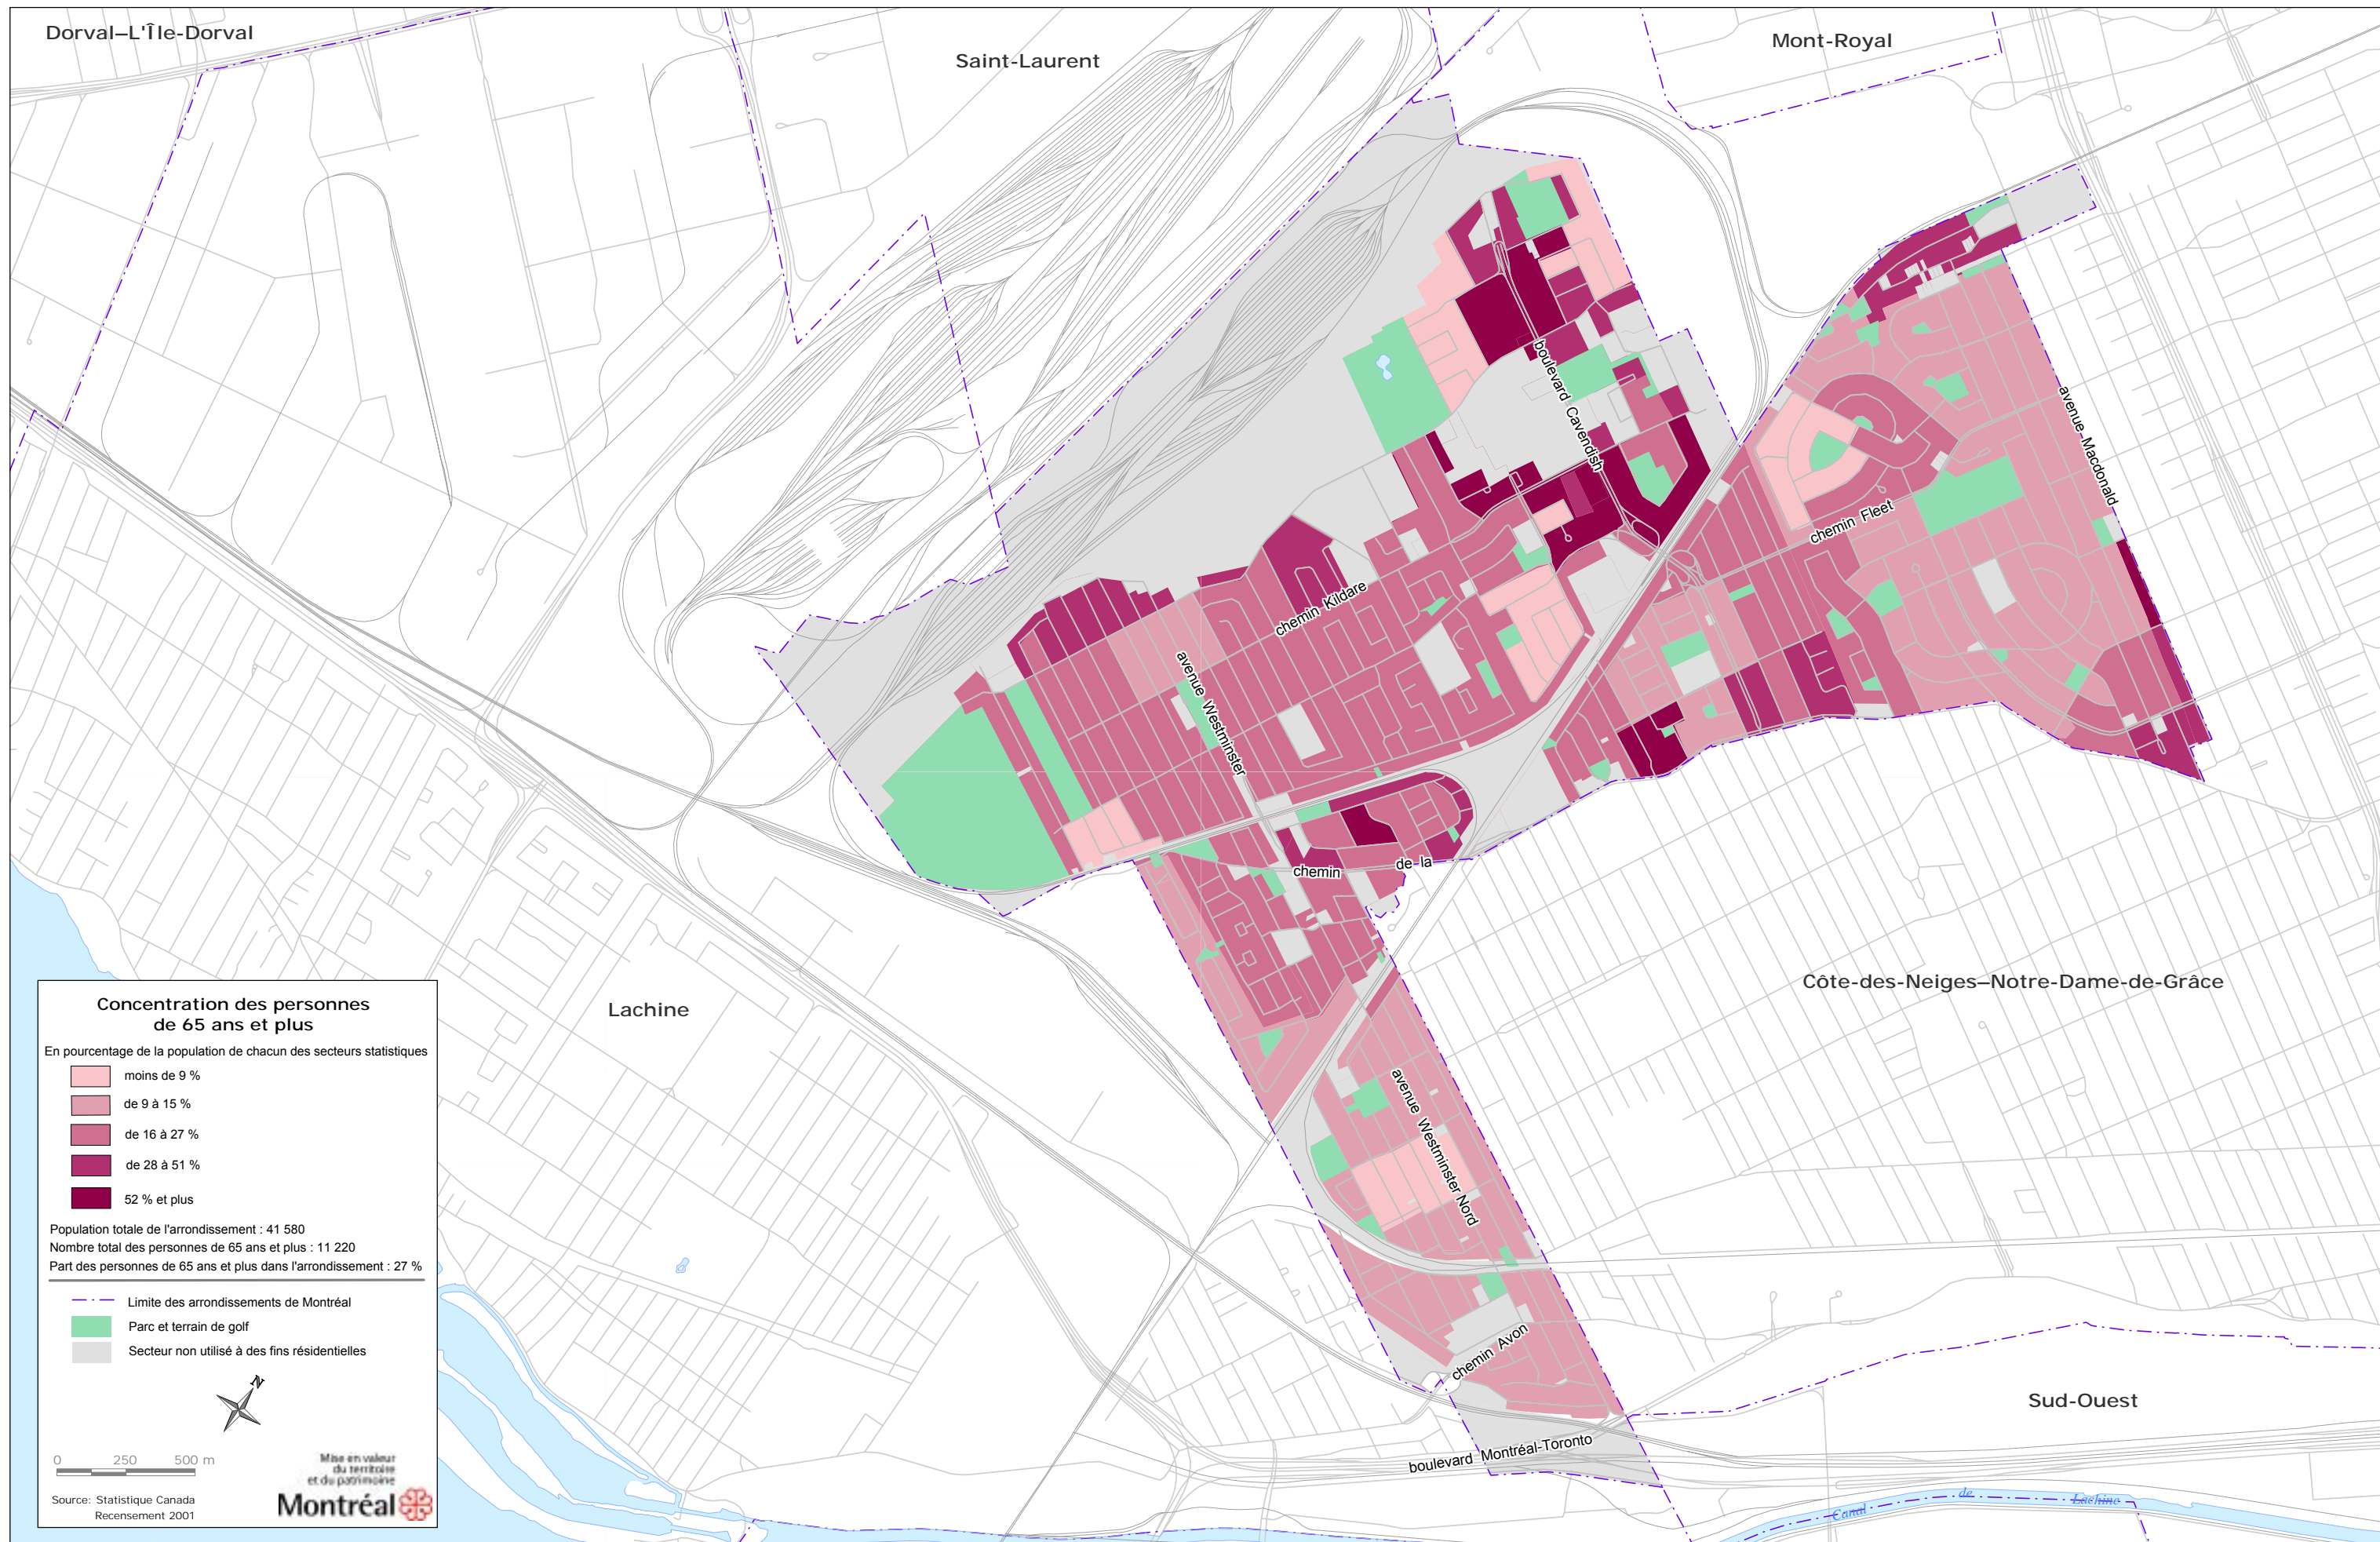 Dorval–L'Île-Dorval
Saint-Laurent
Mont-Royal
boulevard Cavendish
avenue Macdonald
chemin Fleet
chemin Kildare
avenue Westminster
chemin de la
Côte-des-Neiges–Notre-Dame-de-Grâce
Lachine
avenue Westminster Nord
chemin Avon
Sud-Ouest
boulevard Montréal-Toronto
Canal de Lachine
Concentration des personnes
de 65 ans et plus
En pourcentage de la population de chacun des secteurs statistiques
moins de 9 %
de 9 à 15 %
de 16 à 27 %
de 28 à 51 %
52 % et plus
Population totale de l'arrondissement : 41 580
Nombre total des personnes de 65 ans et plus : 11 220
Part des personnes de 65 ans et plus dans l'arrondissement : 27 %
Limite des arrondissements de Montréal
Parc et terrain de golf
Secteur non utilisé à des fins résidentielles
N
0 250 500 m
Mise en valeur
du territoire
et du patrimoine
Montréal
Source: Statistique Canada
Recensement 2001